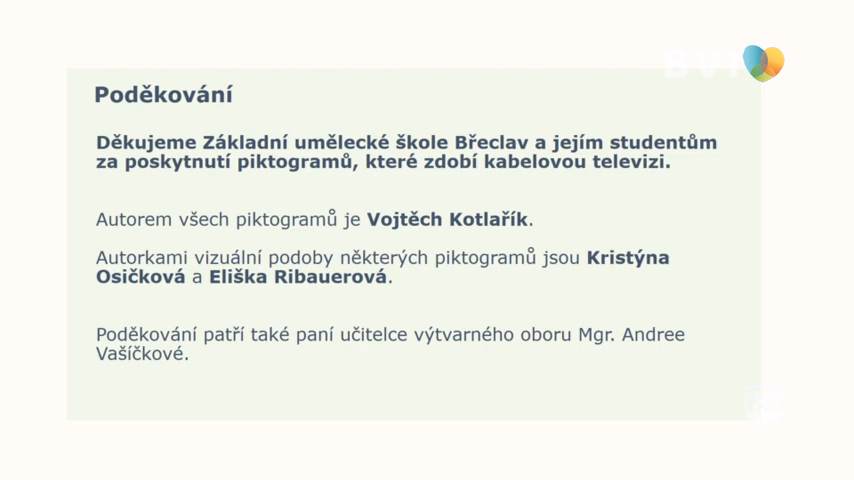 BVT
Poděkování
Děkujeme Základní umělecké škole Břeclav a jejím studentům
za poskytnutí piktogramů, které zdobí kabelovou televizi.
Autorem všech piktogramů je Vojtěch Kotlařík.
Autorkami vizuální podoby některých piktogramů jsou Kristýna
Osičková a Eliška Ribauerová.
Poděkování patří také paní učitelce výtvarného oboru Mgr. Andree
Vašíčkové.